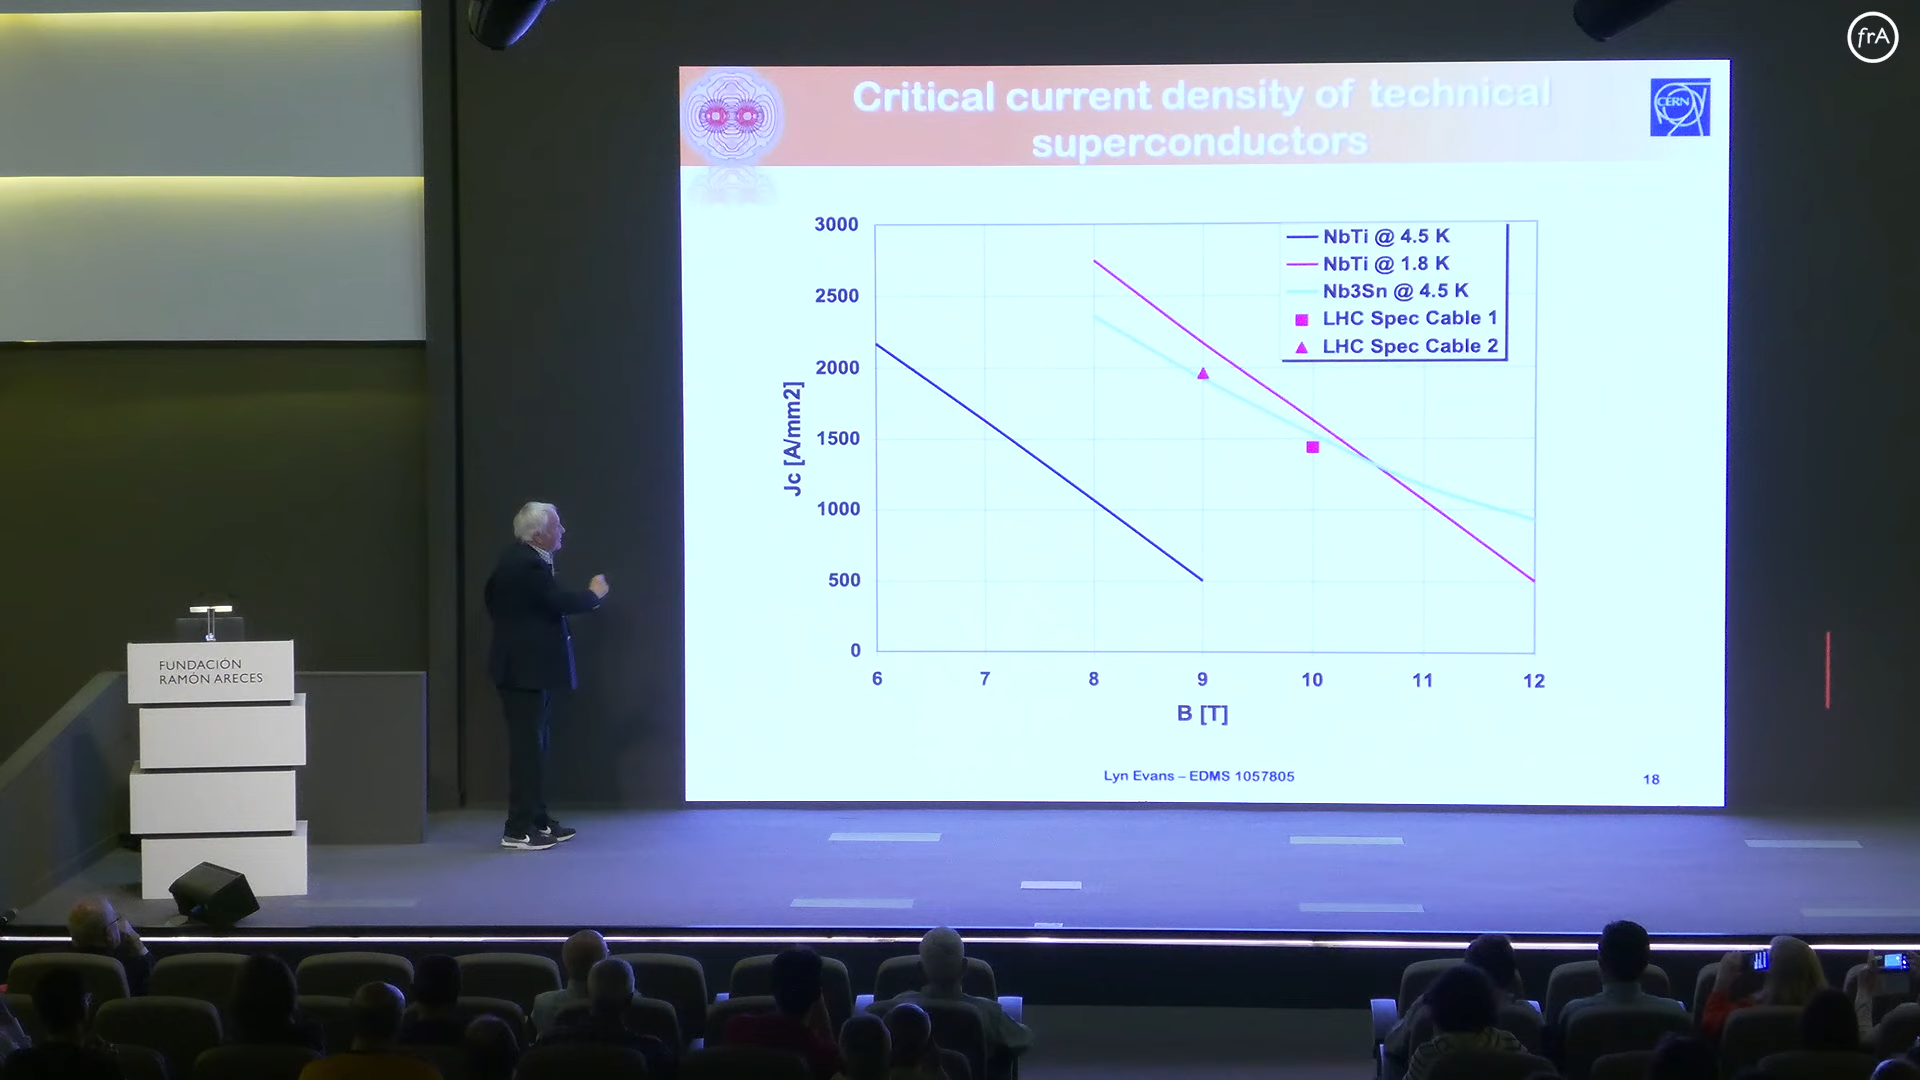 frA
Critical current density of technical
superconductors
CERN
3000
2500
2000
1500
1000
500
0
Jc [A/mm2]
NbTi @ 4.5 K
NbTi @ 1.8 K
Nb3Sn @ 4.5 K
LHC Spec Cable 1
LHC Spec Cable 2
6 7 8 9 10 11 12
B [T]
Lyn Evans – EDMS 1057805
18
FUNDACIÓN
RAMÓN ARECES